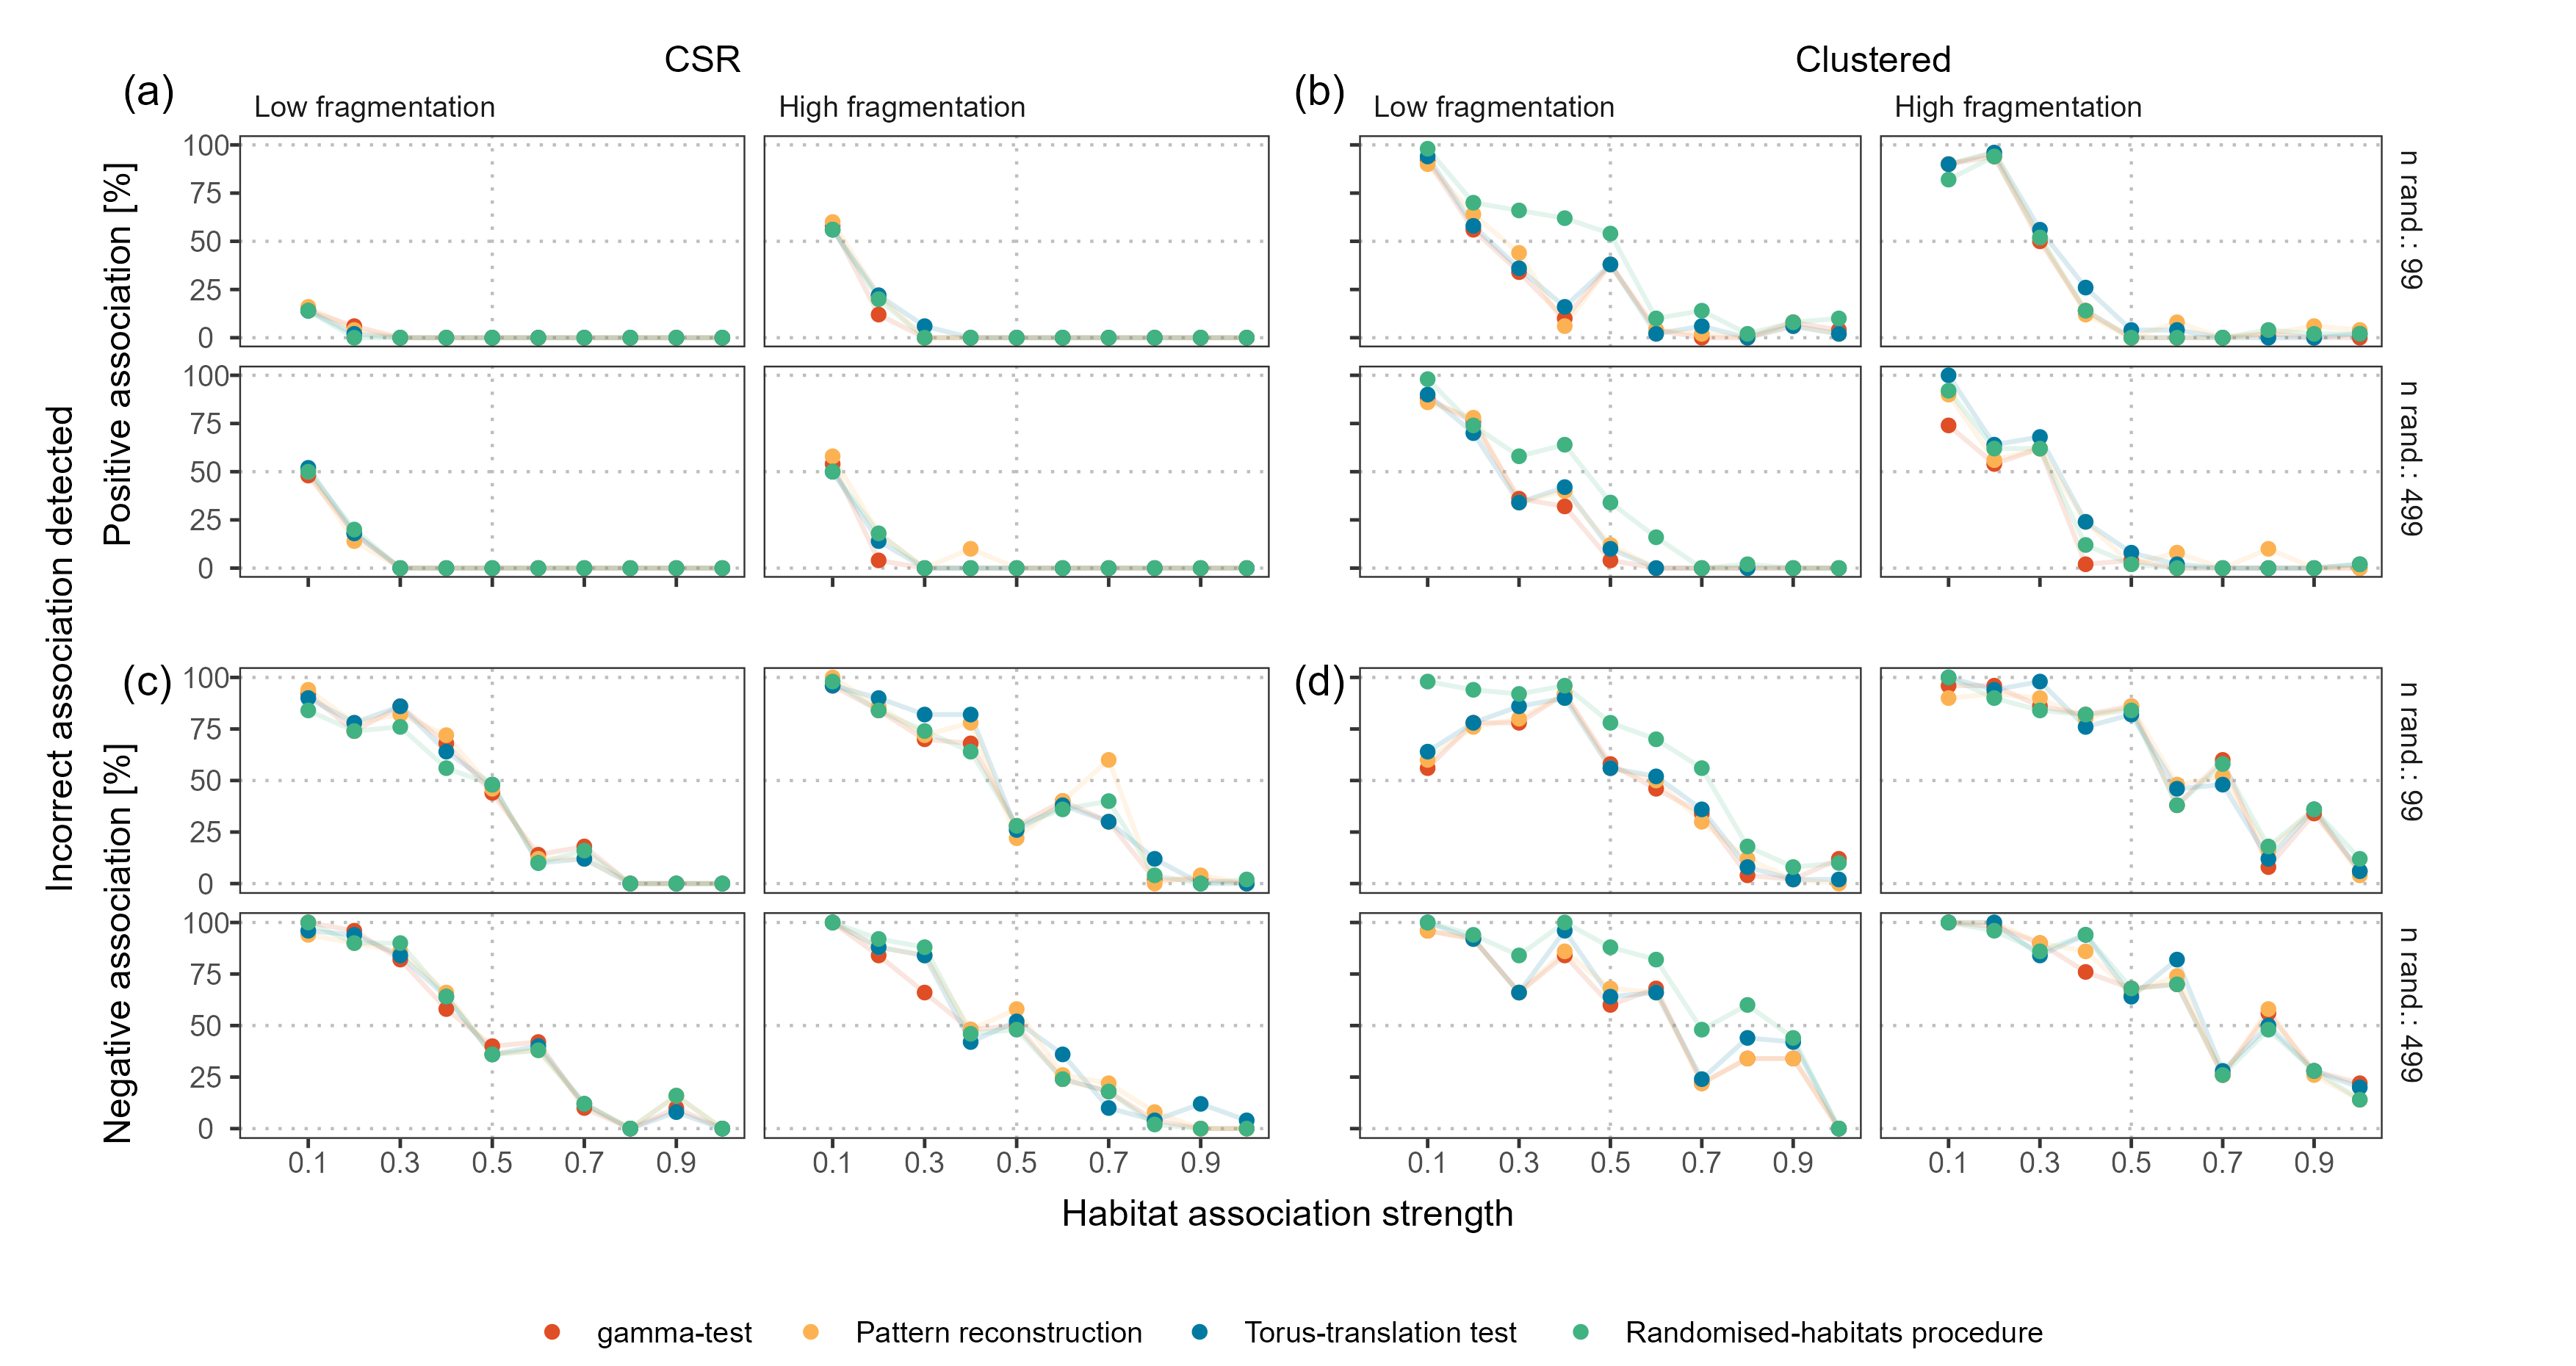 CSR
Clustered
(a)
(b)
Low fragmentation
High fragmentation
Low fragmentation
High fragmentation
Incorrect association detected
Positive association [%]
100
75
50
25
0
n rand.: 99
100
75
50
25
0
n rand.: 499
(c)
(d)
Negative association [%]
100
75
50
25
0
n rand.: 99
100
75
50
25
0
n rand.: 499
0.1 0.3 0.5 0.7 0.9 0.1 0.3 0.5 0.7 0.9 0.1 0.3 0.5 0.7 0.9 0.1 0.3 0.5 0.7 0.9
Habitat association strength
gamma-test Pattern reconstruction Torus-translation test Randomised-habitats procedure